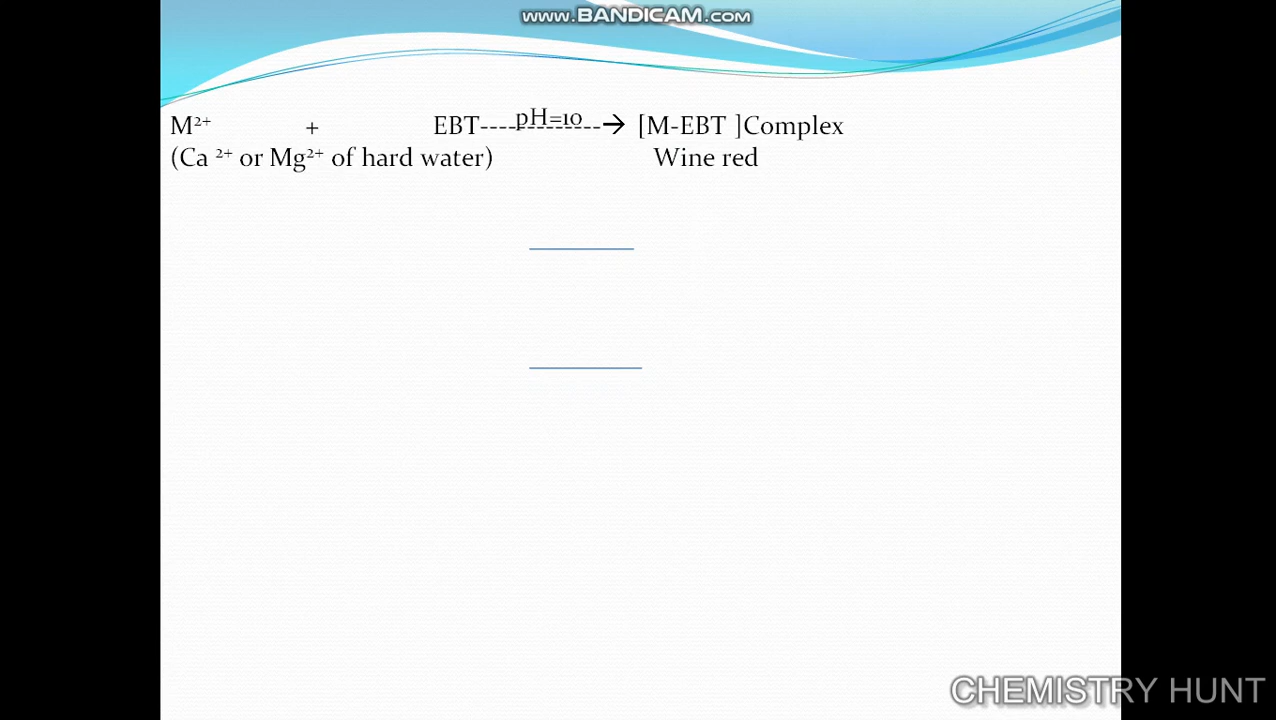 www.BANDICAM.com
pH=10
M²⁺ + EBT-------------→ [M-EBT ]Complex
(Ca ²⁺ or Mg²⁺ of hard water) Wine red
CHEMISTRY HUNT